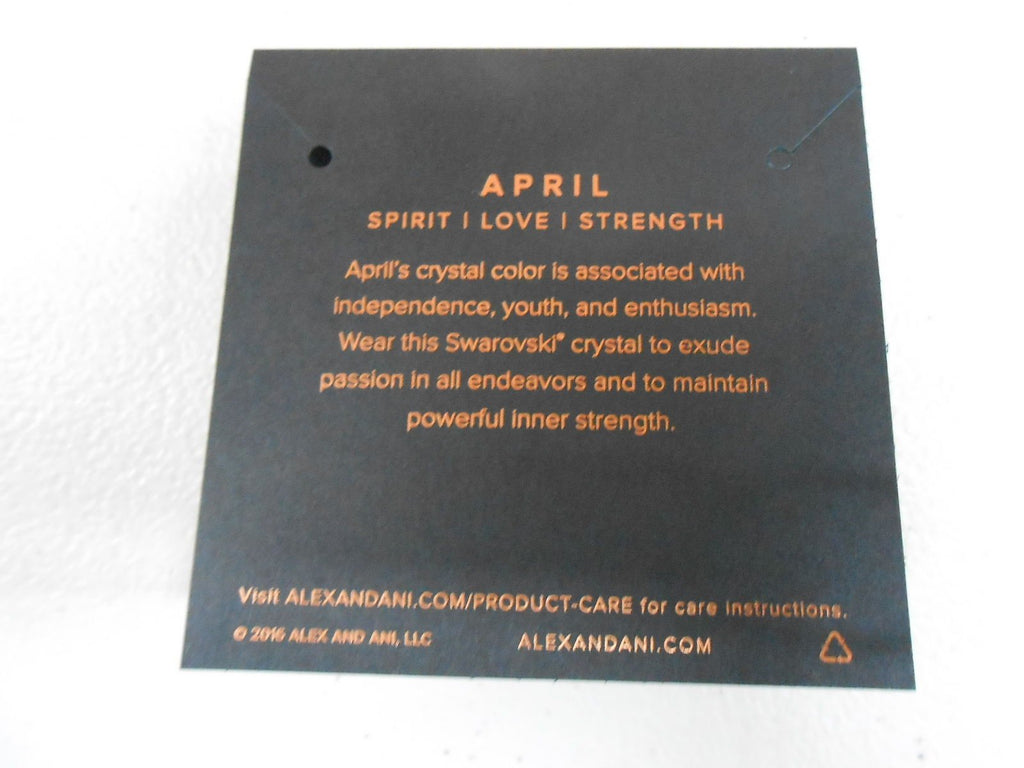 APRIL
SPIRIT | LOVE | STRENGTH
April's crystal color is associated with
independence, youth, and enthusiasm.
Wear this Swarovski® crystal to exude
passion in all endeavors and to maintain
powerful inner strength.
Visit ALEXANDANI.COM/PRODUCT-CARE for care instructions.
© 2016 ALEX AND ANI, LLC
ALEXANDANI.COM